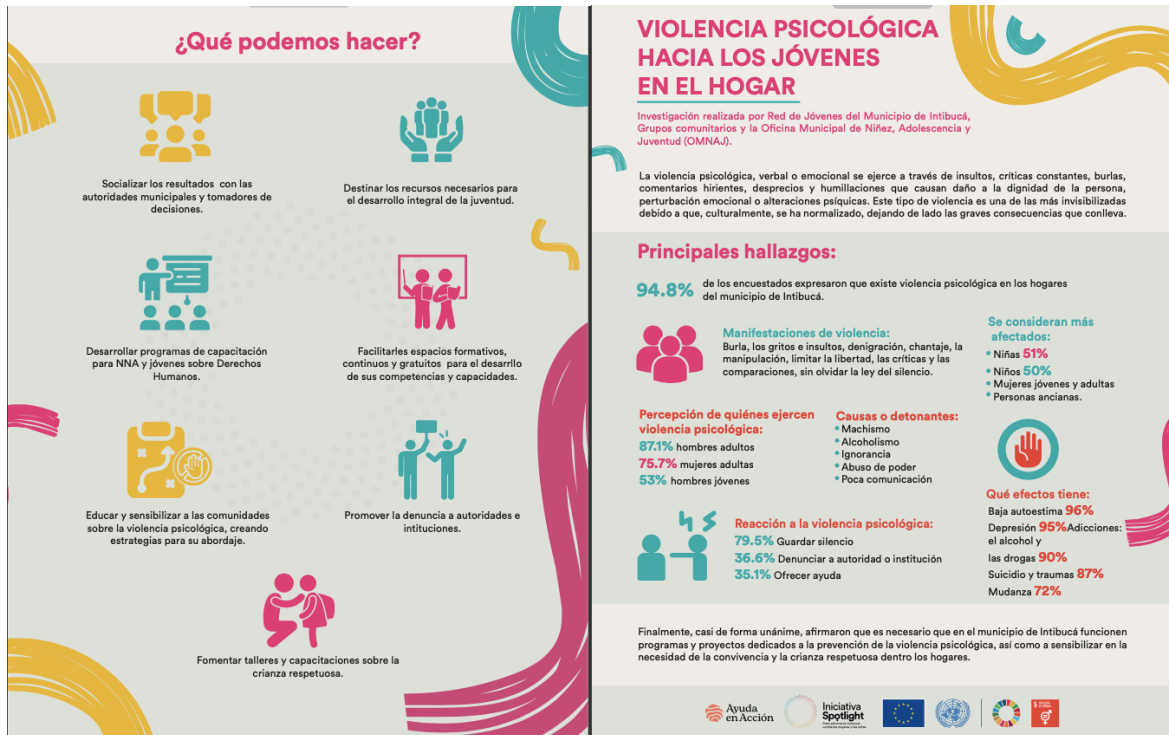 ¿Qué podemos hacer?
Socializar los resultados con las
autoridades municipales y tomadores de
decisiones.
Destinar los recursos necesarios para
el desarrollo integral de la juventud.
Desarrollar programas de capacitación
para NNA y jóvenes sobre Derechos
Humanos.
Facilitarles espacios formativos,
continuos y gratuitos para el desarrllo
de sus competencias y capacidades.
Educar y sensibilizar a las comunidades
sobre la violencia psicológica, creando
estrategias para su abordaje.
Promover la denuncia a autoridades e
intituciones.
Fomentar talleres y capacitaciones sobre la
crianza respetuosa.
VIOLENCIA PSICOLÓGICA
HACIA LOS JÓVENES
EN EL HOGAR
Investigación realizada por Red de Jóvenes del Municipio de Intibucá,
Grupos comunitarios y la Oficina Municipal de Niñez, Adolescencia y
Juventud (OMNAJ).
La violencia psicológica, verbal o emocional se ejerce a través de insultos, críticas constantes, burlas,
comentarios hirientes, desprecios y humillaciones que causan daño a la dignidad de la persona,
perturbación emocional o alteraciones psíquicas. Este tipo de violencia es una de las más invisibilizadas
debido a que, culturalmente, se ha normalizado, dejando de lado las graves consecuencias que conlleva.
Principales hallazgos:
94.8% de los encuestados expresaron que existe violencia psicológica en los hogares
del municipio de Intibucá.
Manifestaciones de violencia:
Burla, los gritos e insultos, denigración, chantaje, la
manipulación, limitar la libertad, las críticas y las
comparaciones, sin olvidar la ley del silencio.
Se consideran más
afectados:
• Niñas 51%
• Niños 50%
• Mujeres jóvenes y adultas
• Personas ancianas.
Percepción de quiénes ejercen
violencia psicológica:
87.1% hombres adultos
75.7% mujeres adultas
53% hombres jóvenes
Causas o detonantes:
• Machismo
• Alcoholismo
• Ignorancia
• Abuso de poder
• Poca comunicación
Qué efectos tiene:
Baja autoestima 96%
Depresión 95%Adicciones:
el alcohol y
las drogas 90%
Suicidio y traumas 87%
Mudanza 72%
Reacción a la violencia psicológica:
79.5% Guardar silencio
36.6% Denunciar a autoridad o institución
35.1% Ofrecer ayuda
Finalmente, casi de forma unánime, afirmaron que es necesario que en el municipio de Intibucá funcionen
programas y proyectos dedicados a la prevención de la violencia psicológica, así como a sensibilizar en la
necesidad de la convivencia y la crianza respetuosa dentro los hogares.
Ayuda
en Acción
Iniciativa
Spotlight
5